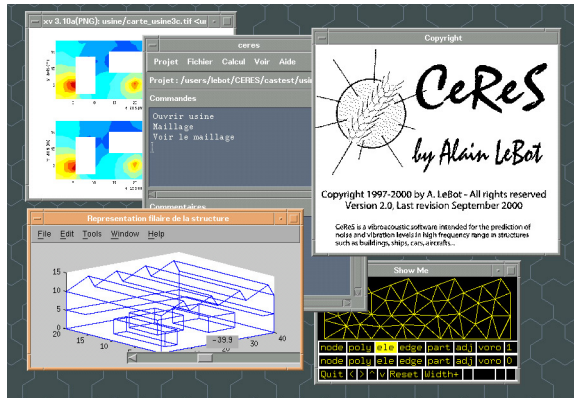 xv 3.10a(PNG): usine/carte_usine3c.tif <un
ceres
Projet Fichier Calcul Voir Aide
Projet : /users/lebot/CERES/castest/usin
Commandes
Ouvrir usine
Maillage
Voir le maillage
Commentaires
Copyright
CeReS
by Alain LeBot
Copyright 1997-2000 by A. LeBot - All rights reserved
Version 2.0, Last revision September 2000
CeReS is a vibroacoustic software intended for the prediction of
noise and vibration levels in high frequency range in structures
such as buildings, ships, cars, aircrafts...
Representation filaire de la structure
File Edit Tools Window Help
15
10
5
0
20 15 10 0 10 20 30 40
-39.9
Show Me
node poly ele edge part adj voro 1
node poly ele edge part adj voro 0
Quit < > ^ v Reset Width+